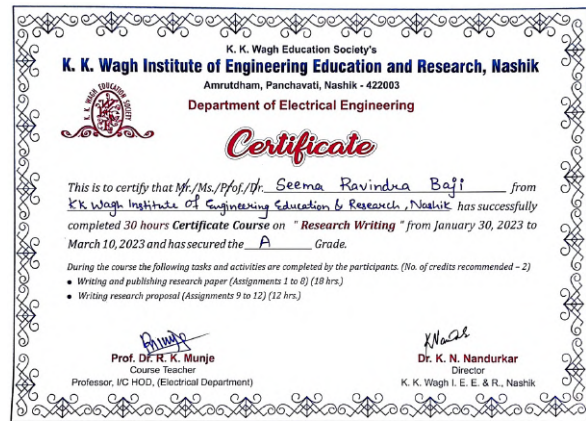 K. K. Wagh Education Society's
K. K. Wagh Institute of Engineering Education and Research, Nashik
Amrutdham, Panchavati, Nashik - 422003
Department of Electrical Engineering
K. K. WAGH EDUCATION SOCIETY
Certificate
This is to certify that Mr./Ms./Prof./Dr. Seema Ravindra Baji from
KK Wagh Institute Of Engineering Education & Research, Nashik has successfully
completed 30 hours Certificate Course on "Research Writing" from January 30, 2023 to
March 10, 2023 and has secured the A Grade.
During the course the following tasks and activities are completed by the participants. (No. of credits recommended – 2)
• Writing and publishing research paper (Assignments 1 to 8) (18 hrs.)
• Writing research proposal (Assignments 9 to 12) (12 hrs.)
Prof. Dr. R. K. Munje
Course Teacher
Professor, I/C HOD, (Electrical Department)
Dr. K. N. Nandurkar
Director
K. K. Wagh I. E. E. & R., Nashik